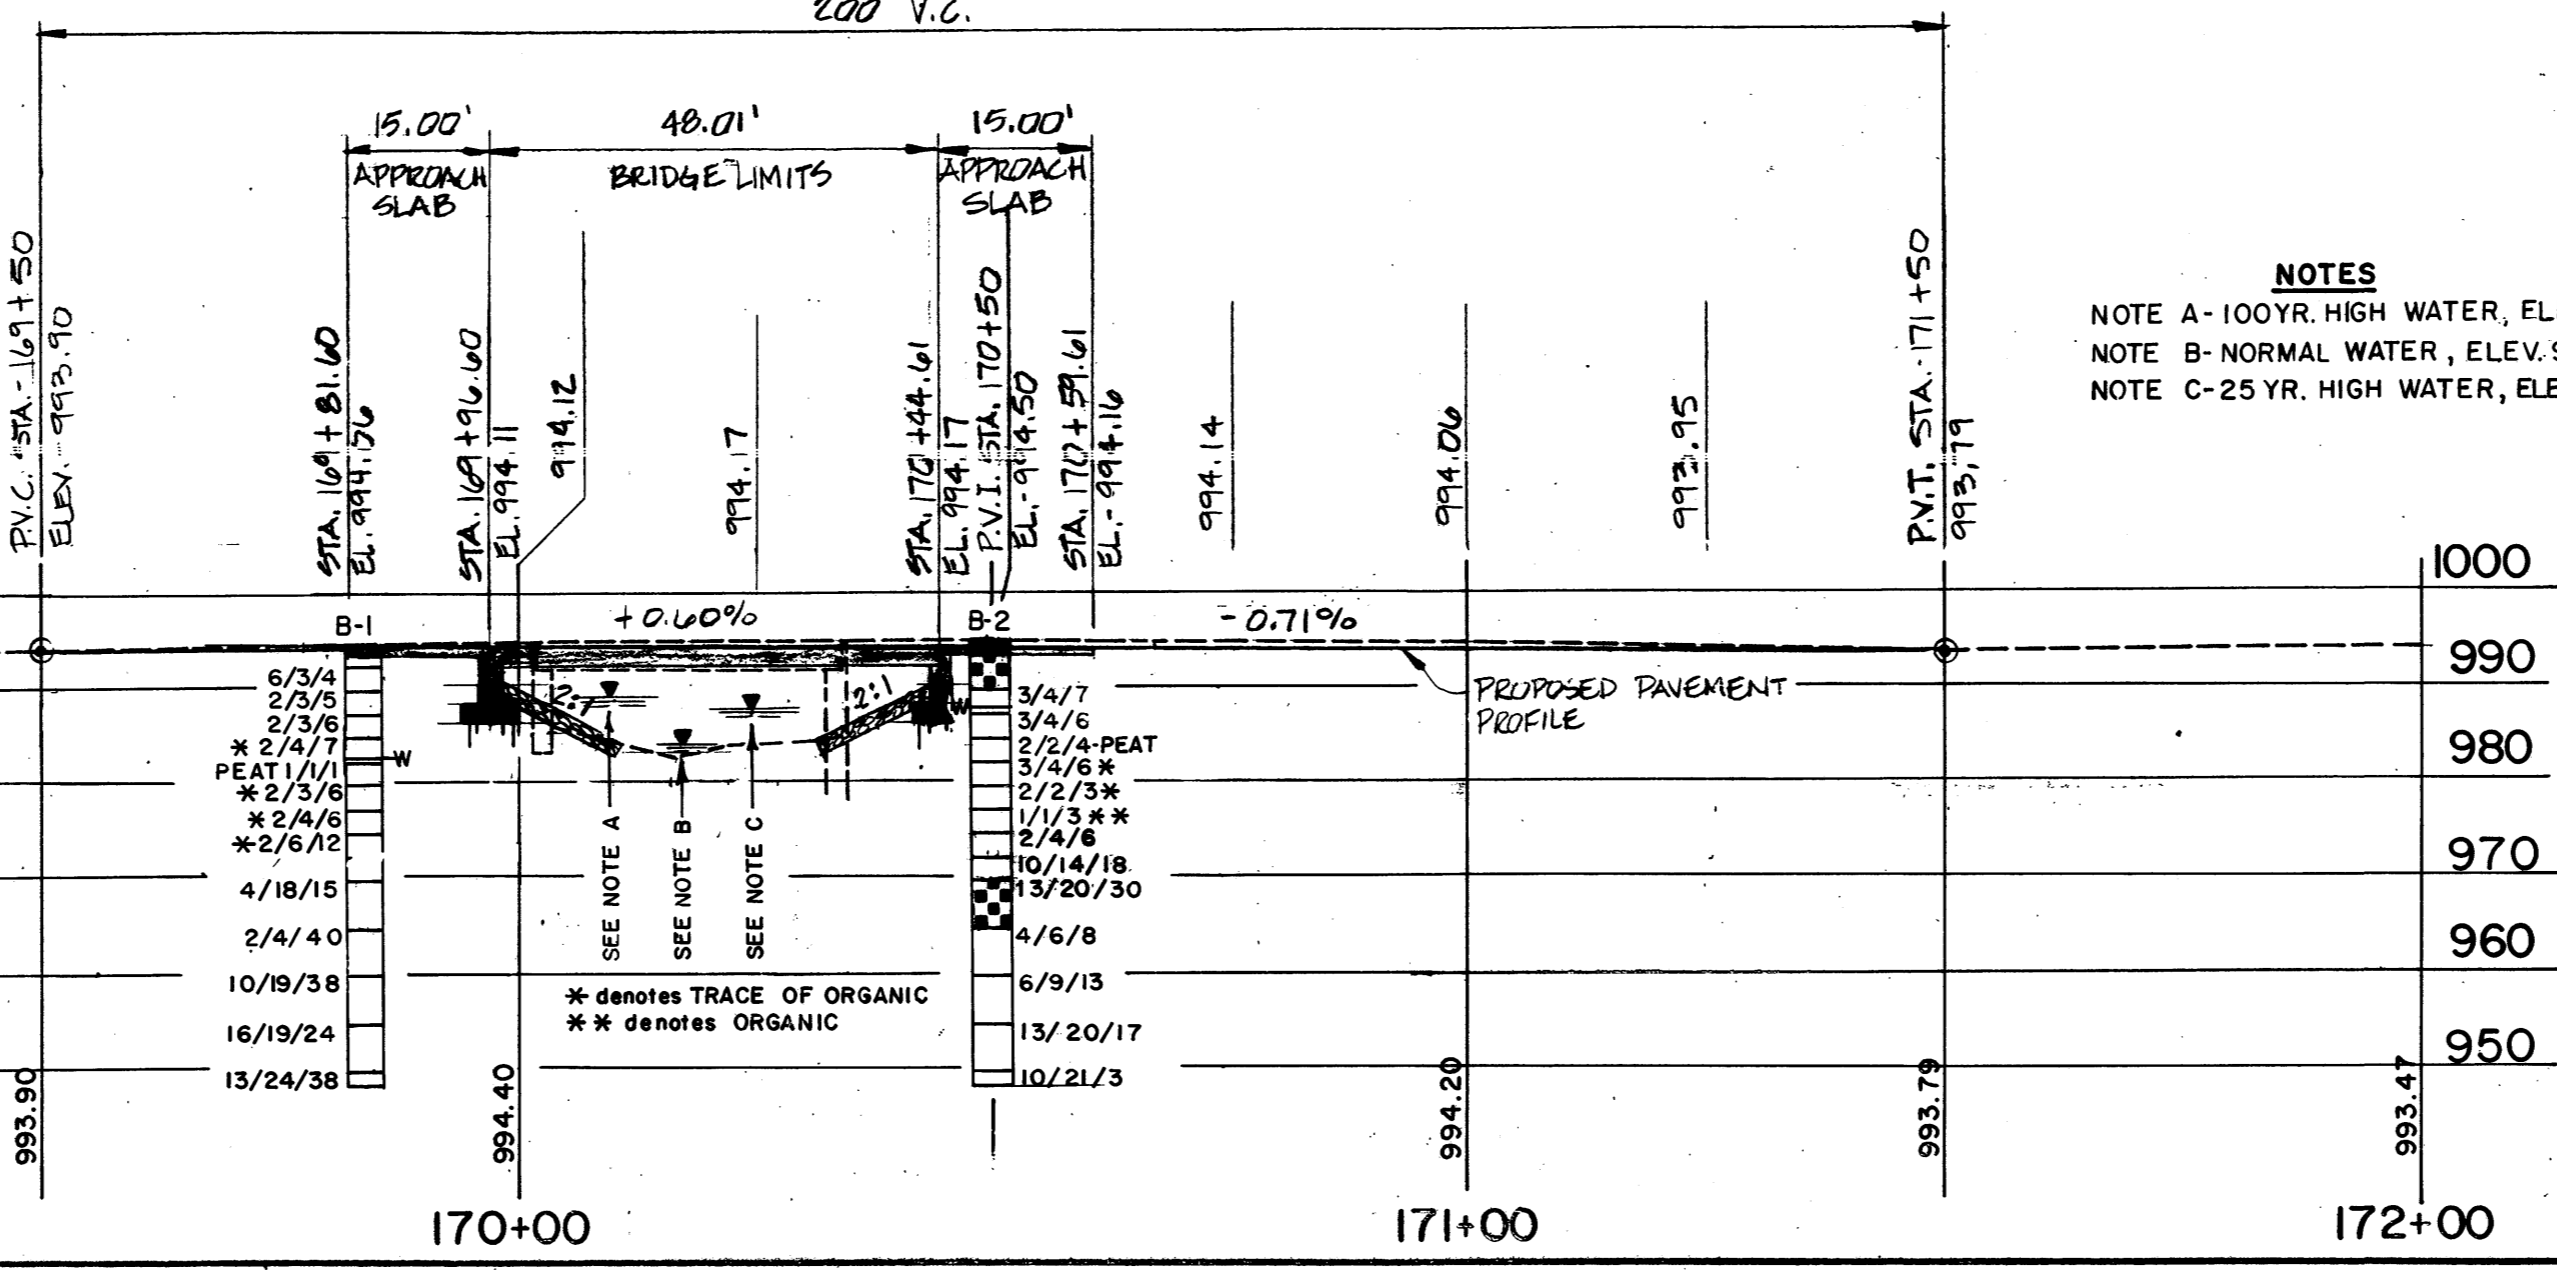 200' V.C.
15.00'
48.01'
15.00'
APPROACH
SLAB
BRIDGE LIMITS
APPROACH
SLAB
P.V.C. STA.- 169+50
ELEV. 993.90
STA. 169+81.60
EL. 994.06
STA. 169+96.60
EL. 994.11
994.12
994.17
STA. 170+44.61
EL. 994.17
P.V.I. STA. 170+50
EL.- 994.50
STA. 170+59.61
EL.- 994.16
994.14
994.06
993.95
P.V.T. STA. 171+50
993.79
NOTES
NOTE A-100YR. HIGH WATER, EL
NOTE B-NORMAL WATER, ELEV. 9
NOTE C-25 YR. HIGH WATER, ELE
1000
990
980
970
960
950
+0.60%
-0.71%
PROPOSED PAVEMENT
PROFILE
B-1
6/3/4
2/3/5
2/3/6
* 2/4/7
W
PEAT 1/1/1
* 2/3/6
* 2/4/6
* 2/6/12
4/18/15
2/4/40
10/19/38
16/19/24
13/24/38
2:1
2:1
SEE NOTE A
SEE NOTE B
SEE NOTE C
B-2
W
3/4/7
3/4/6
2/2/4-PEAT
3/4/6 *
2/2/3 *
1/1/3 * *
2/4/6
10/14/18
13/20/30
4/6/8
6/9/13
13/20/17
10/21/3
* denotes TRACE OF ORGANIC
* * denotes ORGANIC
993.90
994.40
994.20
993.79
993.47
170+00
171+00
172+00